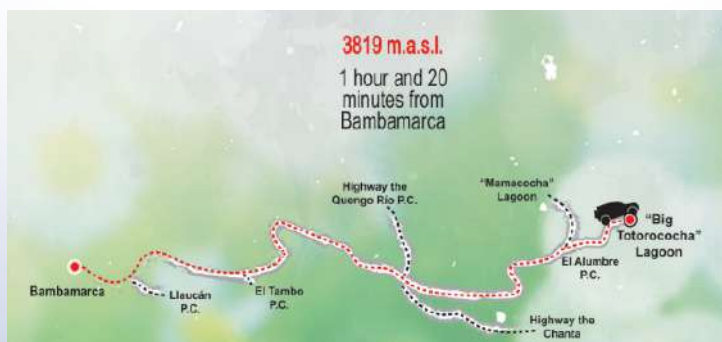 3819 m.a.s.l.
1 hour and 20
minutes from
Bambamarca
Highway the
Quengo Río P.C.
"Mamacocha"
Lagoon
"Big
Totorococha"
Lagoon
El Alumbre
P.C.
Bambamarca
Llaucán
P.C.
El Tambo
P.C.
Highway the
Chanta